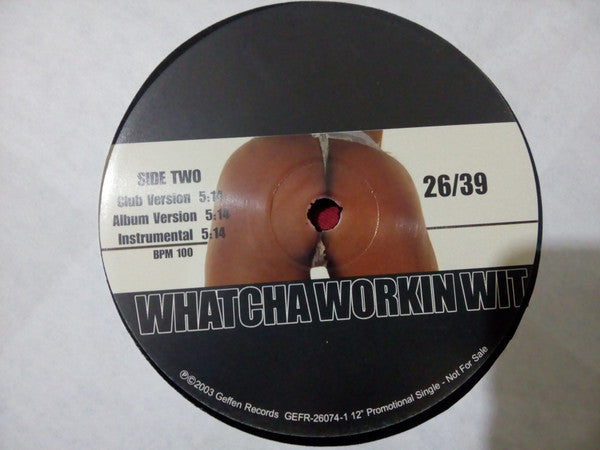 SIDE TWO
Club Version 5:14
Album Version 5:14
Instrumental 5:14
BPM 100
26/39
WHATCHA WORKIN WIT
℗©2003 Geffen Records GEFR-26074-1 12" Promotional Single - Not For Sale